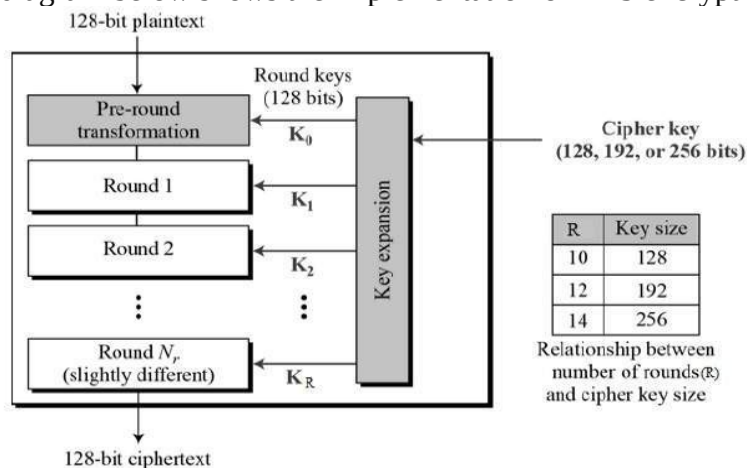 128-bit plaintext
Round keys
(128 bits)
Pre-round
transformation
K₀
Cipher key
(128, 192, or 256 bits)
Round 1
K₁
Round 2
K₂
Key expansion
R Key size
10 128
12 192
14 256
Round Nᵣ
(slightly different)
K_R
Relationship between
number of rounds(R)
and cipher key size
128-bit ciphertext